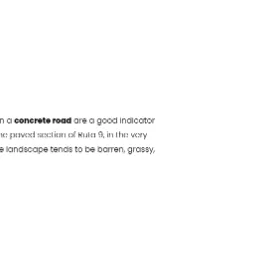 n a concrete road are a good indicator
he paved section of Ruta 9, in the very
e landscape tends to be barren, grassy,